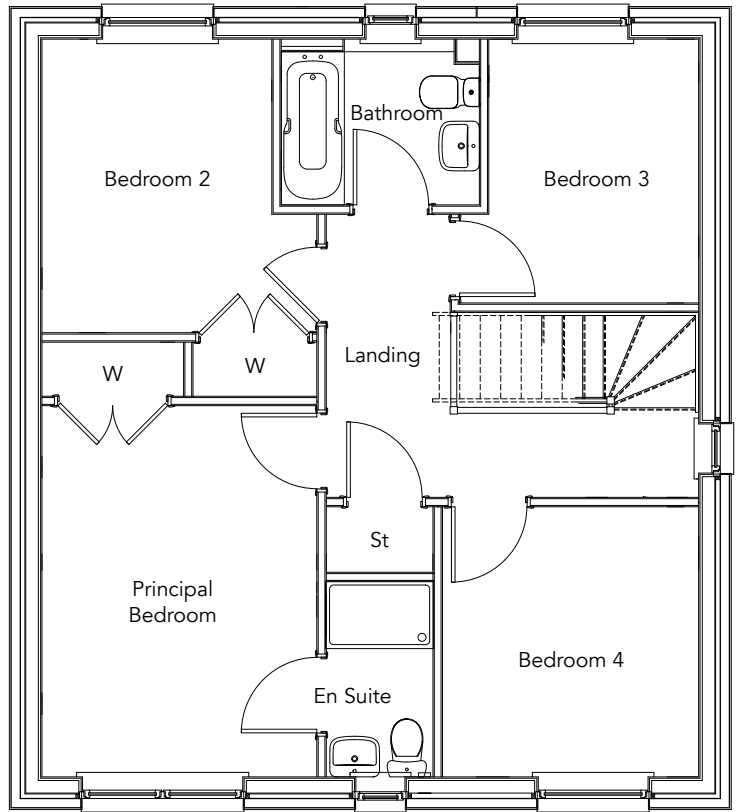 Bathroom
Bedroom 2
Bedroom 3
Landing
W
W
St
Principal
Bedroom
Bedroom 4
En Suite